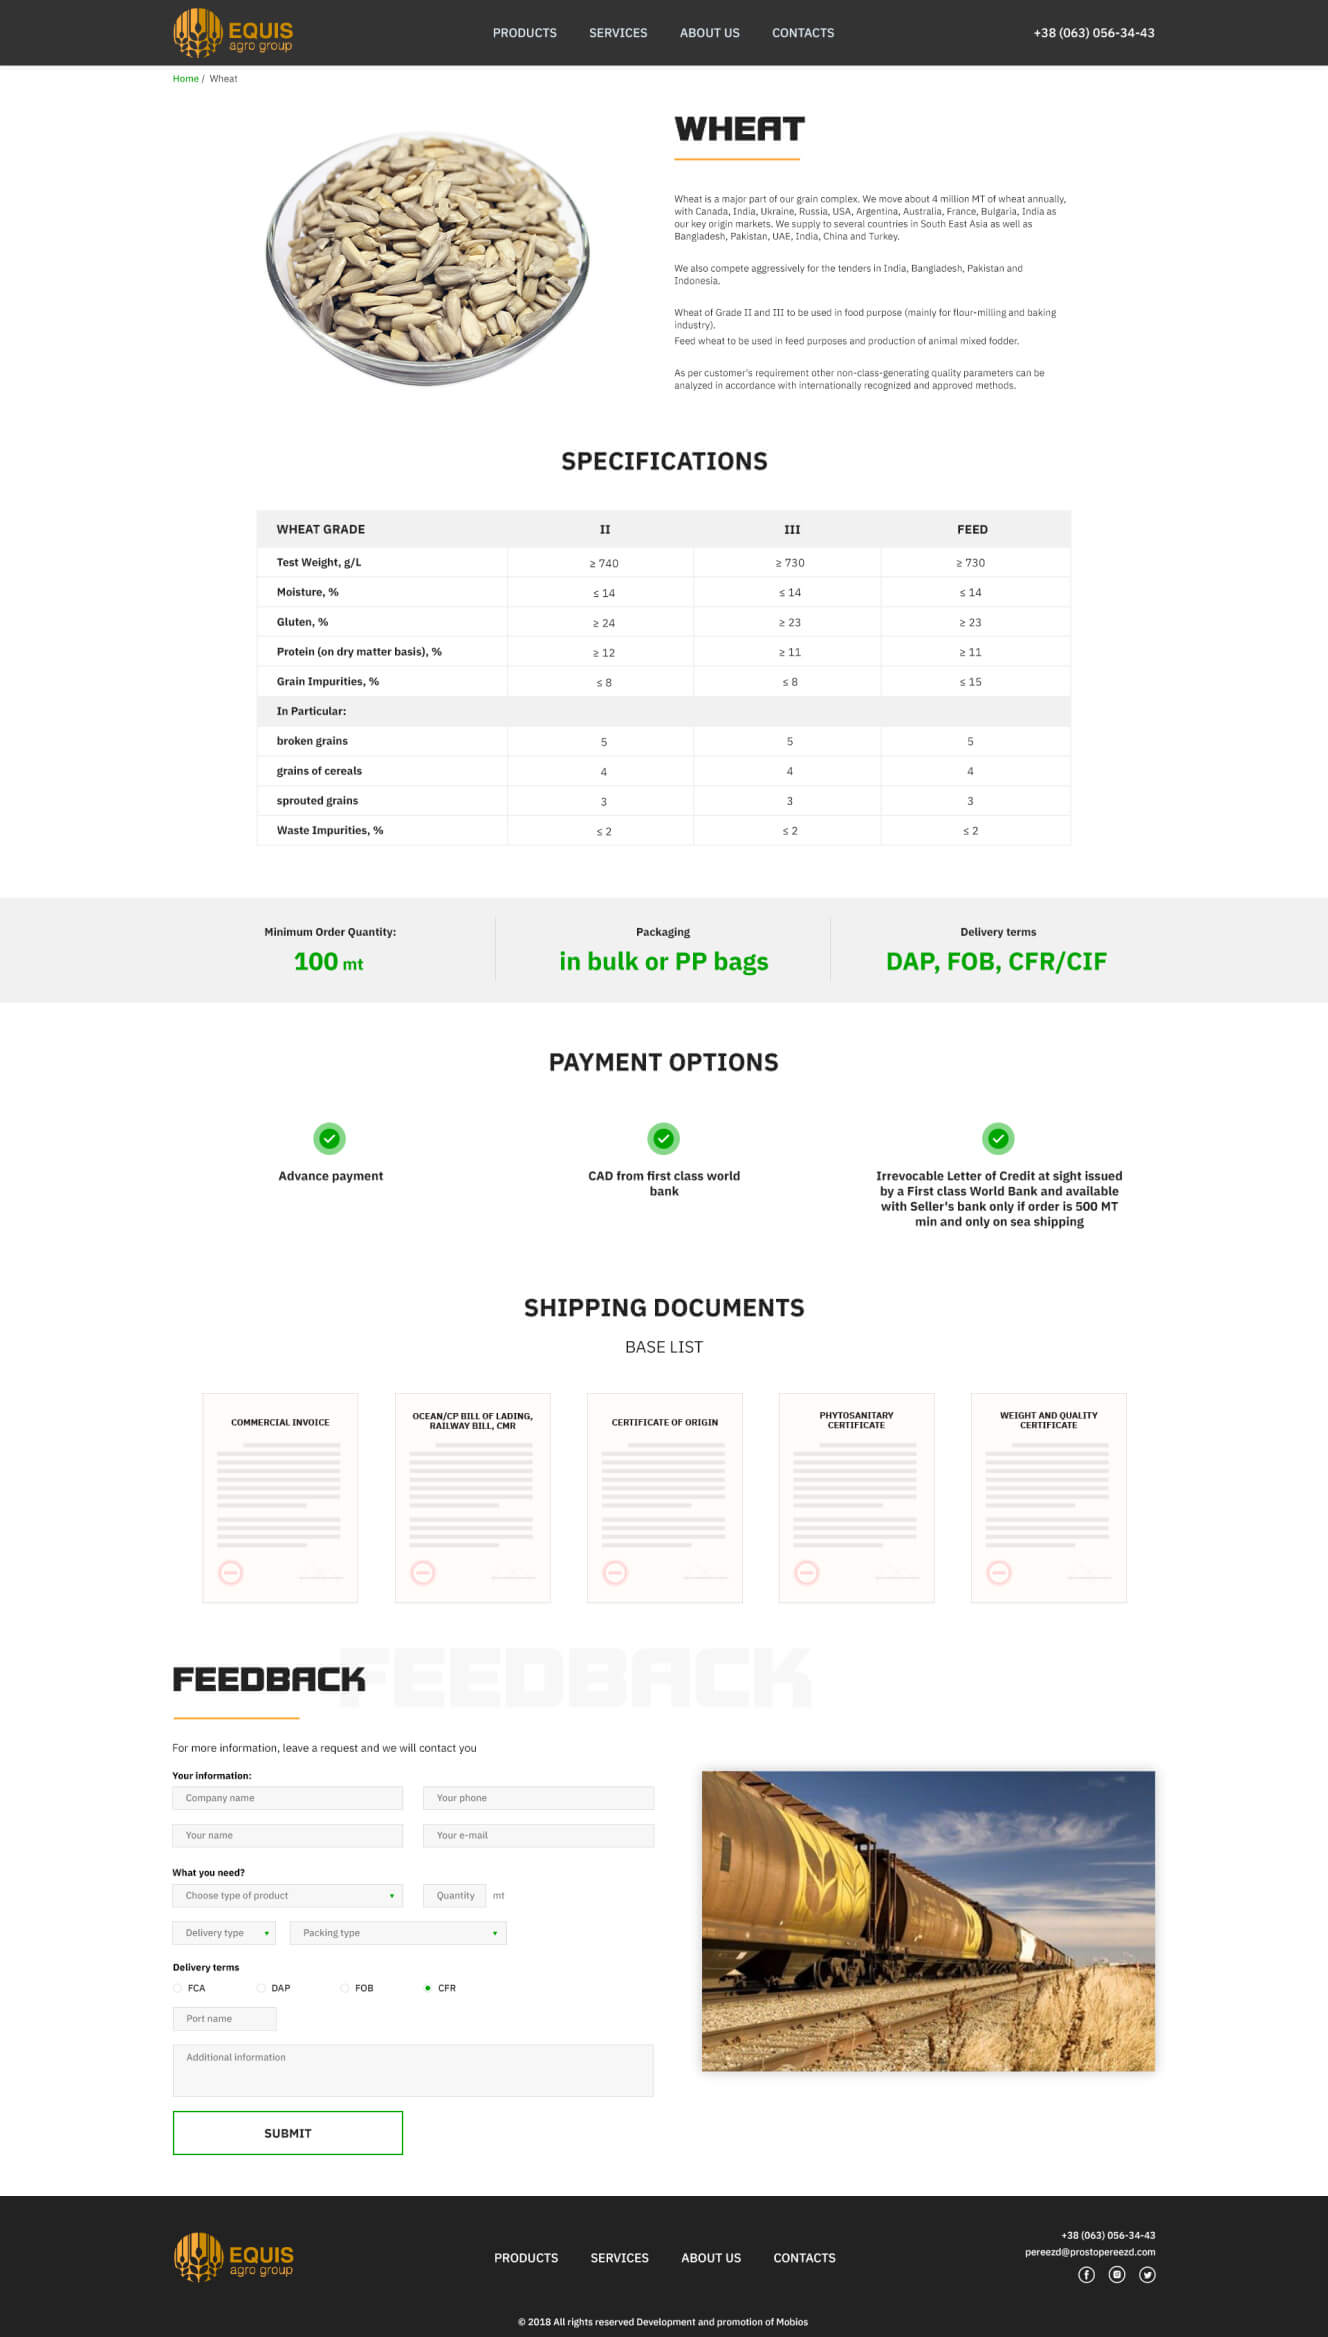 EQUIS
agro group
PRODUCTS SERVICES ABOUT US CONTACTS
+38 (063) 056-34-43
Home / Wheat
WHEAT
Wheat is a major part of our grain complex. We move about 4 million MT of wheat annually,
with Canada, India, Ukraine, Russia, USA, Argentina, Australia, France, Bulgaria, India as
our key origin markets. We supply to several countries in South East Asia as well as
Bangladesh, Pakistan, UAE, India, China and Turkey.
We also compete aggressively for the tenders in India, Bangladesh, Pakistan and
Indonesia.
Wheat of Grade II and III to be used in food purpose (mainly for flour-milling and baking
industry).
Feed wheat to be used in feed purposes and production of animal mixed fodder.
As per customer's requirement other non-class-generating quality parameters can be
analyzed in accordance with internationally recognized and approved methods.
SPECIFICATIONS
WHEAT GRADE II III FEED
Test Weight, g/L ≥ 740 ≥ 730 ≥ 730
Moisture, % ≤ 14 ≤ 14 ≤ 14
Gluten, % ≥ 24 ≥ 23 ≥ 23
Protein (on dry matter basis), % ≥ 12 ≥ 11 ≥ 11
Grain Impurities, % ≤ 8 ≤ 8 ≤ 15
In Particular:
broken grains 5 5 5
grains of cereals 4 4 4
sprouted grains 3 3 3
Waste Impurities, % ≤ 2 ≤ 2 ≤ 2
Minimum Order Quantity:
100 mt
Packaging
in bulk or PP bags
Delivery terms
DAP, FOB, CFR/CIF
PAYMENT OPTIONS
Advance payment
CAD from first class world
bank
Irrevocable Letter of Credit at sight issued
by a First class World Bank and available
with Seller's bank only if order is 500 MT
min and only on sea shipping
SHIPPING DOCUMENTS
BASE LIST
COMMERCIAL INVOICE
OCEAN/CP BILL OF LADING,
RAILWAY BILL, CMR
CERTIFICATE OF ORIGIN
PHYTOSANITARY
CERTIFICATE
WEIGHT AND QUALITY
CERTIFICATE
FEEDBACK
FEEDBACK
For more information, leave a request and we will contact you
Your information:
Company name Your phone
Your name Your e-mail
What you need?
Choose type of product Quantity mt
Delivery type Packing type
Delivery terms
FCA DAP FOB CFR
Port name
Additional information
SUBMIT
EQUIS
agro group
PRODUCTS SERVICES ABOUT US CONTACTS
+38 (063) 056-34-43
pereezd@prostopereezd.com
© 2018 All rights reserved Development and promotion of Mobios